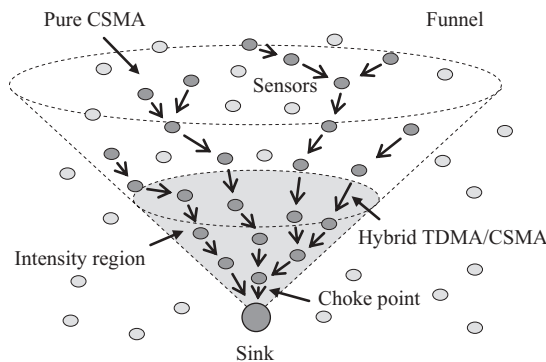 Pure CSMA
Funnel
Sensors
Hybrid TDMA/CSMA
Intensity region
Choke point
Sink